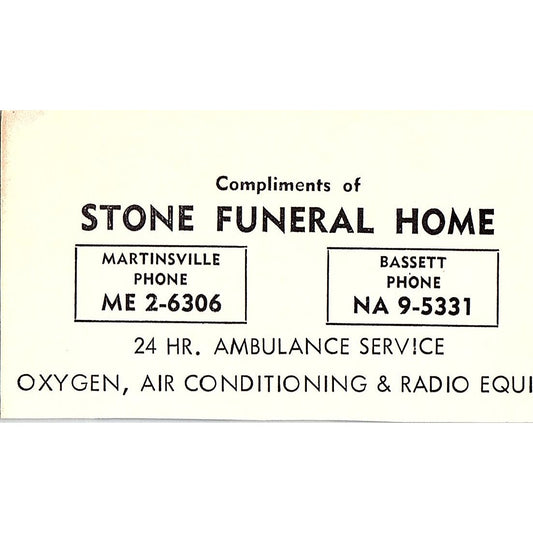 Compliments of
STONE FUNERAL HOME
MARTINSVILLE
PHONE
ME 2-6306
BASSETT
PHONE
NA 9-5331
24 HR. AMBULANCE SERVICE
OXYGEN, AIR CONDITIONING & RADIO EQUI